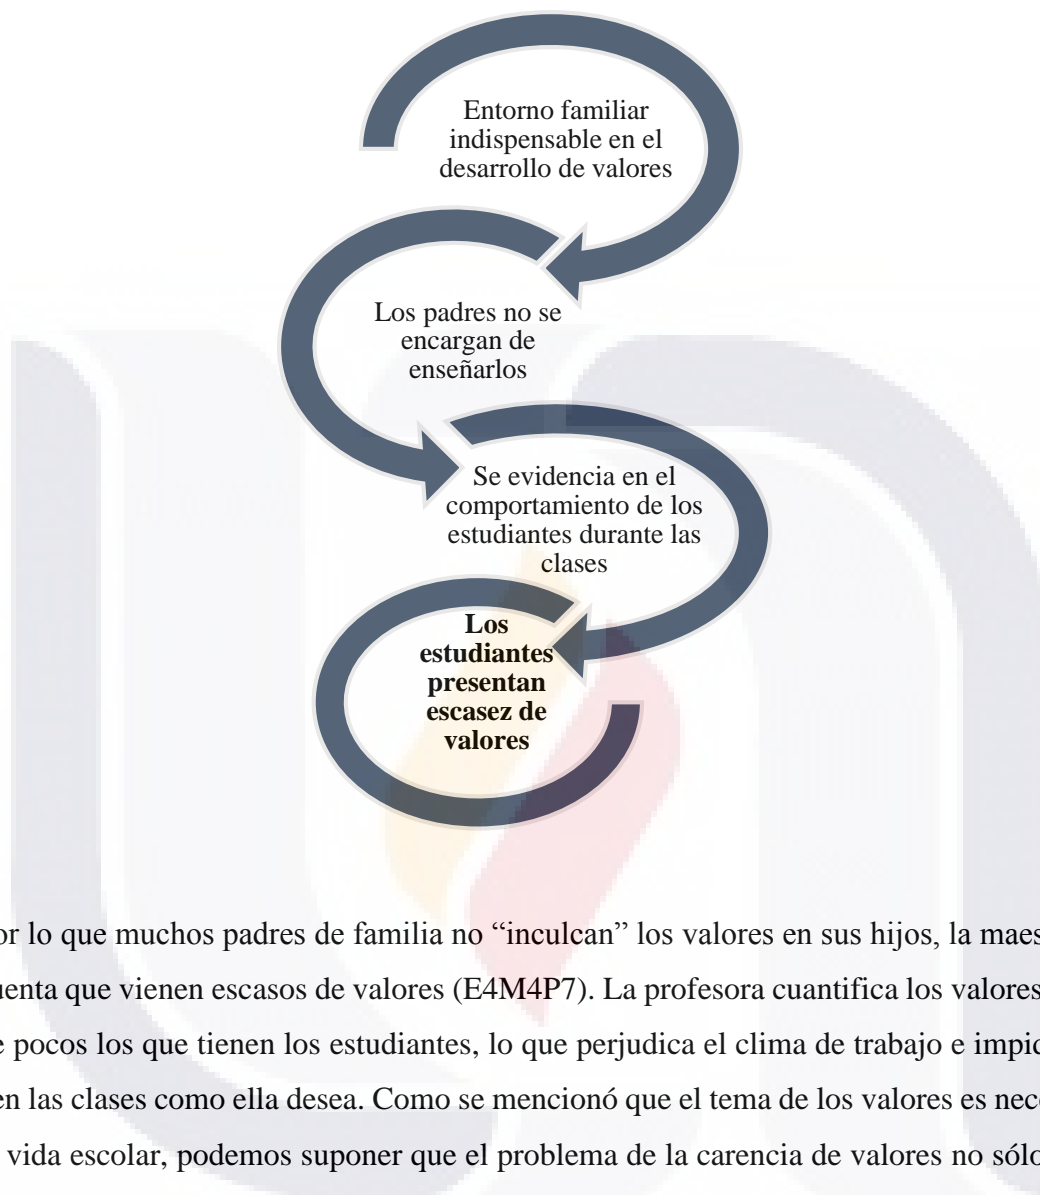 Entorno familiar
indispensable en el
desarrollo de valores
Los padres no se
encargan de
enseñarlos
Se evidencia en el
comportamiento de los
estudiantes durante las
clases
Los
estudiantes
presentan
escasez de
valores
or lo que muchos padres de familia no “inculcan” los valores en sus hijos, la maes
uenta que vienen escasos de valores (E4M4P7). La profesora cuantifica los valores
e pocos los que tienen los estudiantes, lo que perjudica el clima de trabajo e impid
en las clases como ella desea. Como se mencionó que el tema de los valores es nece
vida escolar, podemos suponer que el problema de la carencia de valores no sólo